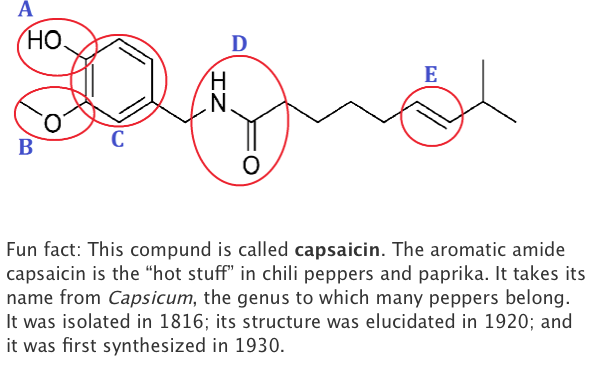 A
HO
D
H
N
E
O
B
C
O
Fun fact: This compund is called capsaicin. The aromatic amide
capsaicin is the “hot stuff” in chili peppers and paprika. It takes its
name from Capsicum, the genus to which many peppers belong.
It was isolated in 1816; its structure was elucidated in 1920; and
it was first synthesized in 1930.